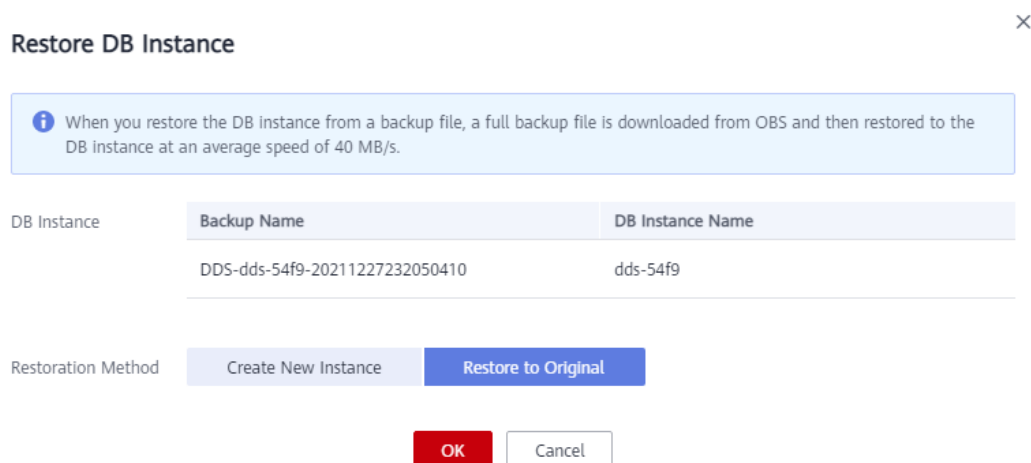 Restore DB Instance
When you restore the DB instance from a backup file, a full backup file is downloaded from OBS and then restored to the
DB instance at an average speed of 40 MB/s.
DB Instance
Backup Name
DB Instance Name
DDS-dds-54f9-20211227232050410
dds-54f9
Restoration Method
Create New Instance
Restore to Original
OK
Cancel